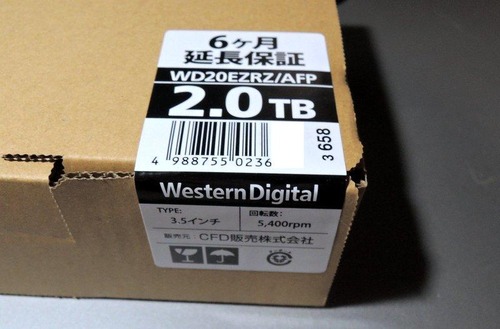 6ヶ月
延長保証
WD20EZRZ/AFP
2.0TB
4 988755 0236
3658
WesternDigital
TYPE:
3.5インチ
回転数:
5,400rpm
販売元: CFD販売株式会社